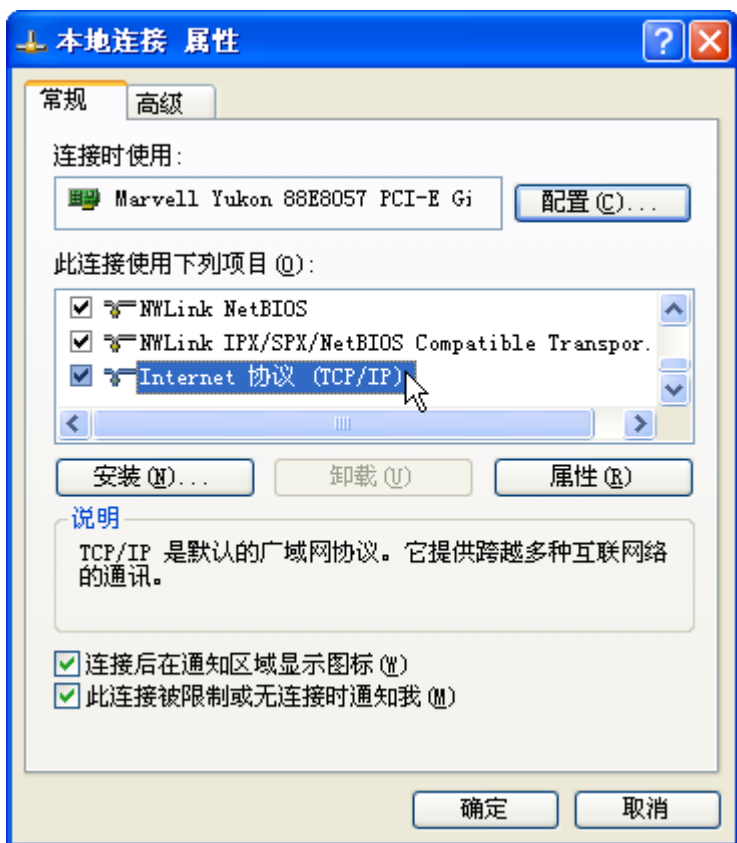 本地连接 属性
常规
高级
连接时使用:
Marvell Yukon 88E8057 PCI-E Gi
配置(C)...
此连接使用下列项目(O):
NWLink NetBIOS
NWLink IPX/SPX/NetBIOS Compatible Transpor.
Internet 协议 (TCP/IP)
安装(N)...
卸载(U)
属性(R)
说明
TCP/IP 是默认的广域网协议。它提供跨越多种互联网络
的通讯。
连接后在通知区域显示图标(W)
此连接被限制或无连接时通知我(M)
确定
取消